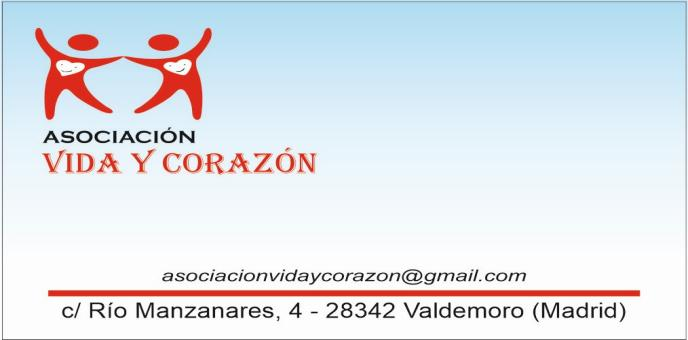 ASOCIACIÓN
VIDA Y CORAZÓN
asociacionvidaycorazon@gmail.com
c/ Río Manzanares, 4 - 28342 Valdemoro (Madrid)